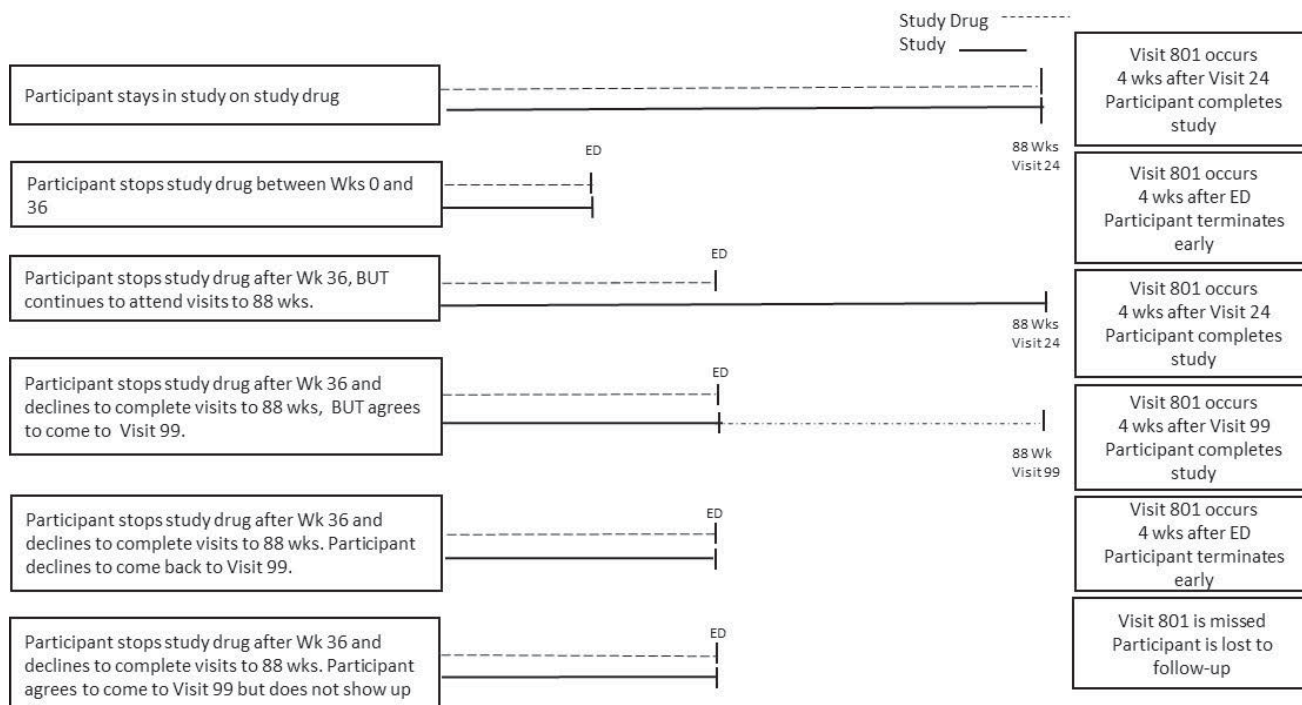 Study Drug
Study
Participant stays in study on study drug
88 Wks
Visit 24
Visit 801 occurs
4 wks after Visit 24
Participant completes
study
Participant stops study drug between Wks 0 and
36
ED
Visit 801 occurs
4 wks after ED
Participant terminates
early
Participant stops study drug after Wk 36, BUT
continues to attend visits to 88 wks.
ED
88 Wks
Visit 24
Visit 801 occurs
4 wks after Visit 24
Participant completes
study
Participant stops study drug after Wk 36 and
declines to complete visits to 88 wks, BUT agrees
to come to Visit 99.
ED
88 Wk
Visit 99
Visit 801 occurs
4 wks after Visit 99
Participant completes
study
Participant stops study drug after Wk 36 and
declines to complete visits to 88 wks. Participant
declines to come back to Visit 99.
ED
Visit 801 occurs
4 wks after ED
Participant terminates
early
Participant stops study drug after Wk 36 and
declines to complete visits to 88 wks. Participant
agrees to come to Visit 99 but does not show up
ED
Visit 801 is missed
Participant is lost to
follow-up